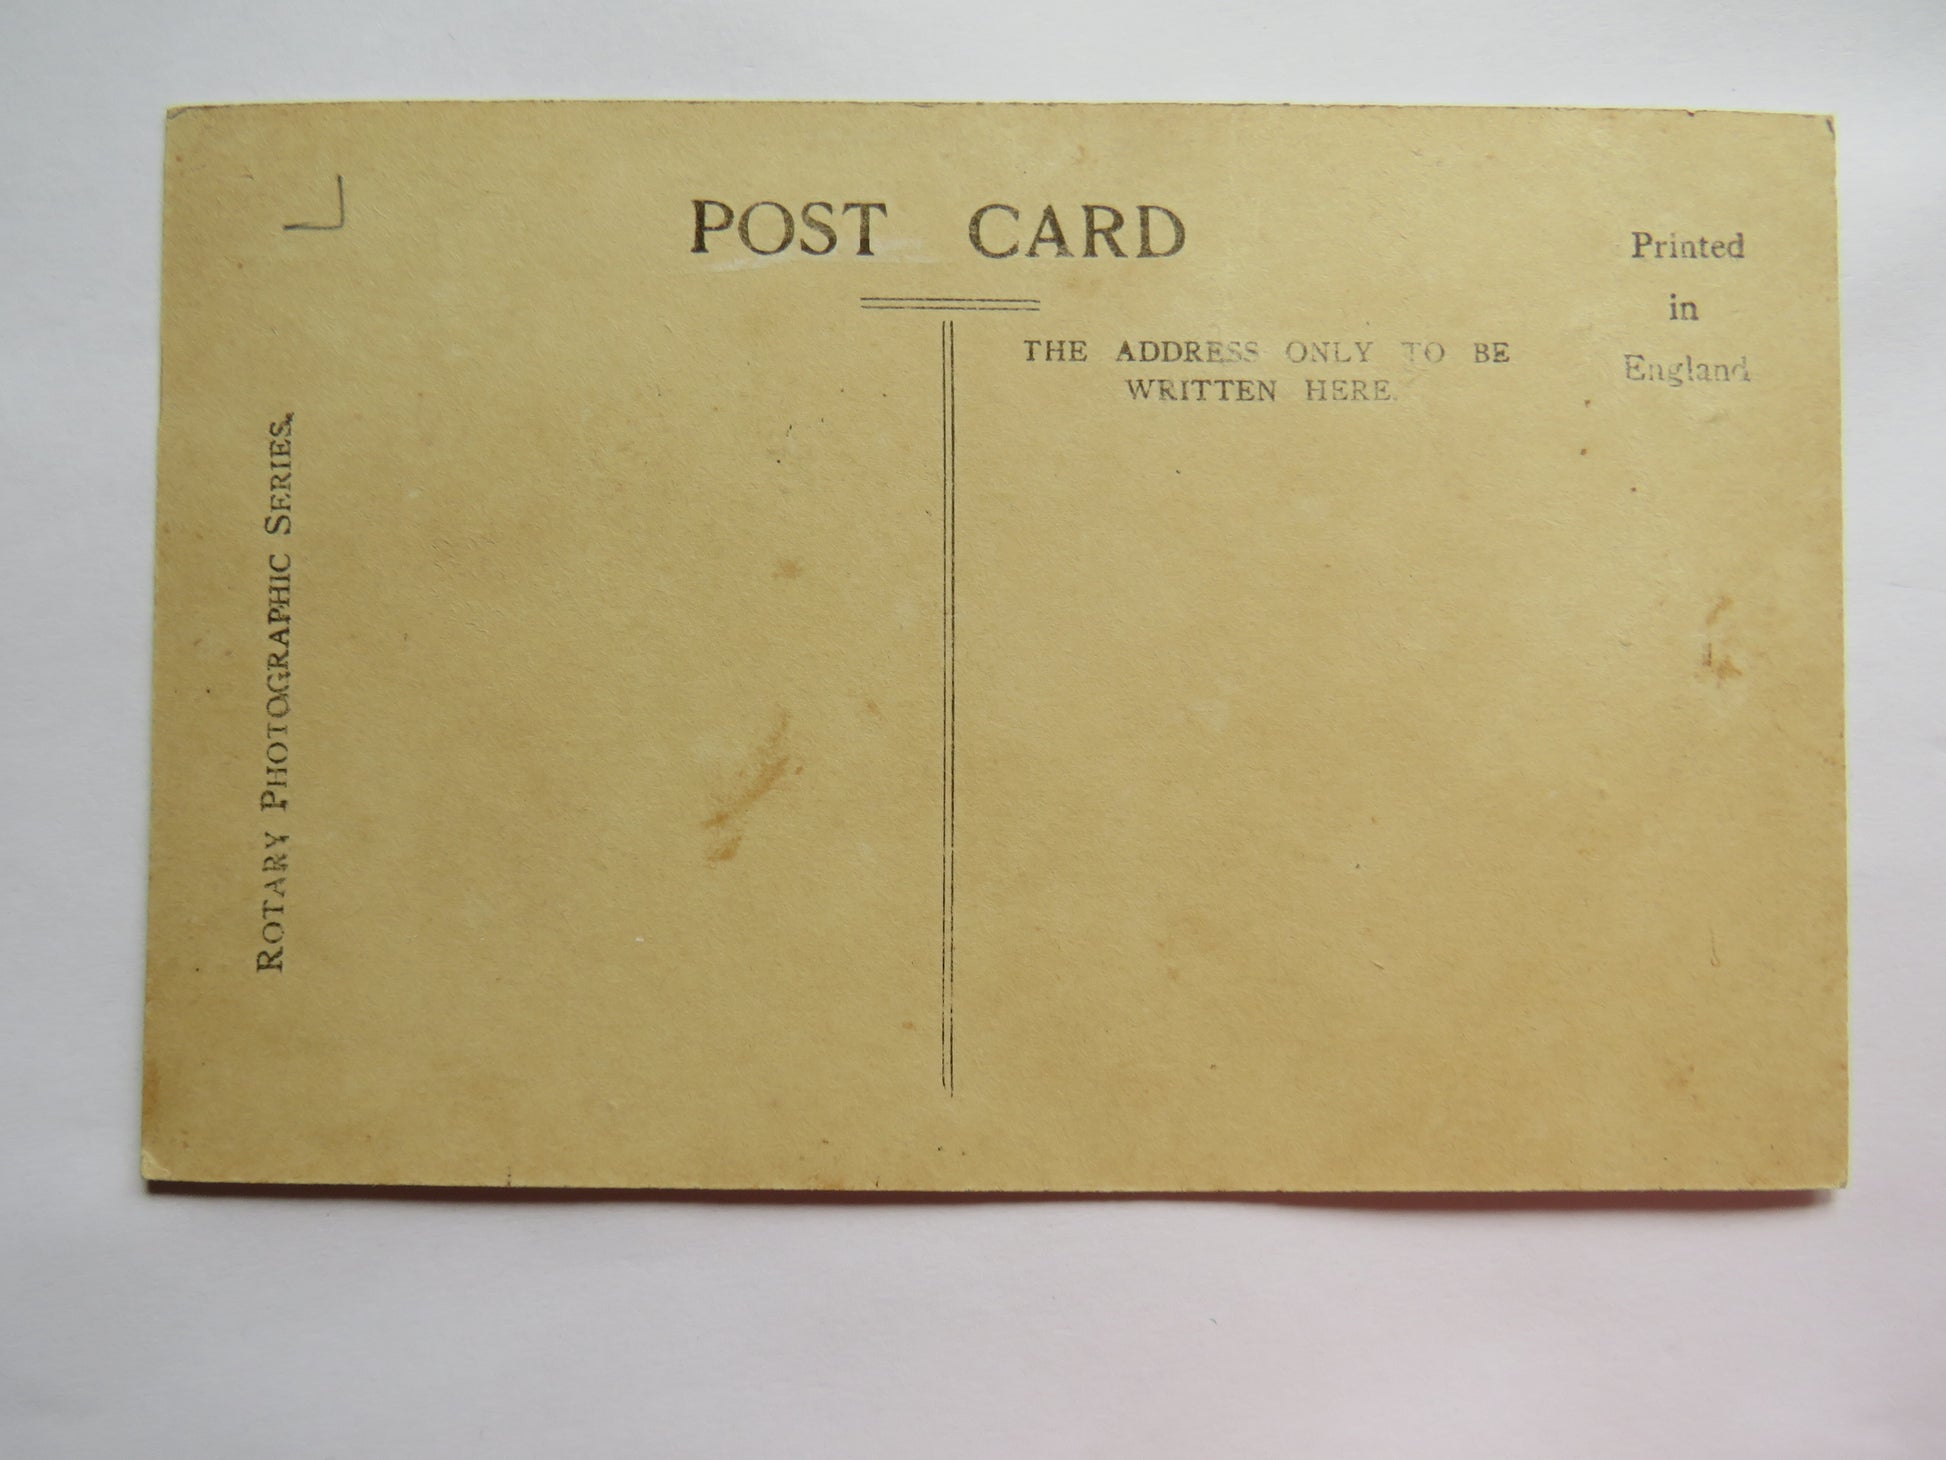 POST CARD
THE ADDRESS ONLY TO BE
WRITTEN HERE.
Printed
in
England
ROTARY PHOTOGRAPHIC SERIES.